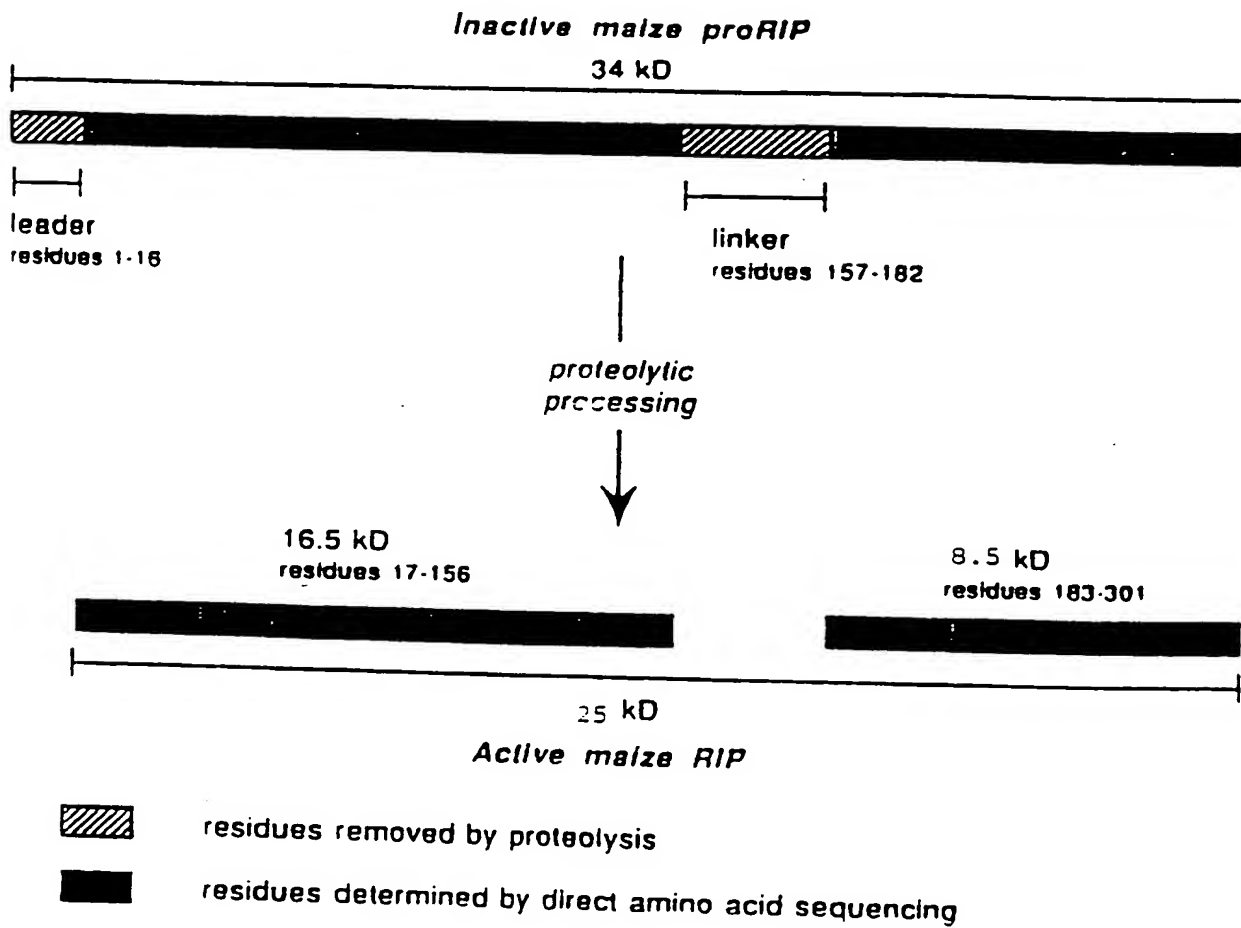 Inactive maize proRIP
34 kD
leader
residues 1-16
linker
residues 157-182
proteolytic
processing
16.5 kD
residues 17-156
8.5 kD
residues 183-301
25 kD
Active maize RIP
residues removed by proteolysis
residues determined by direct amino acid sequencing